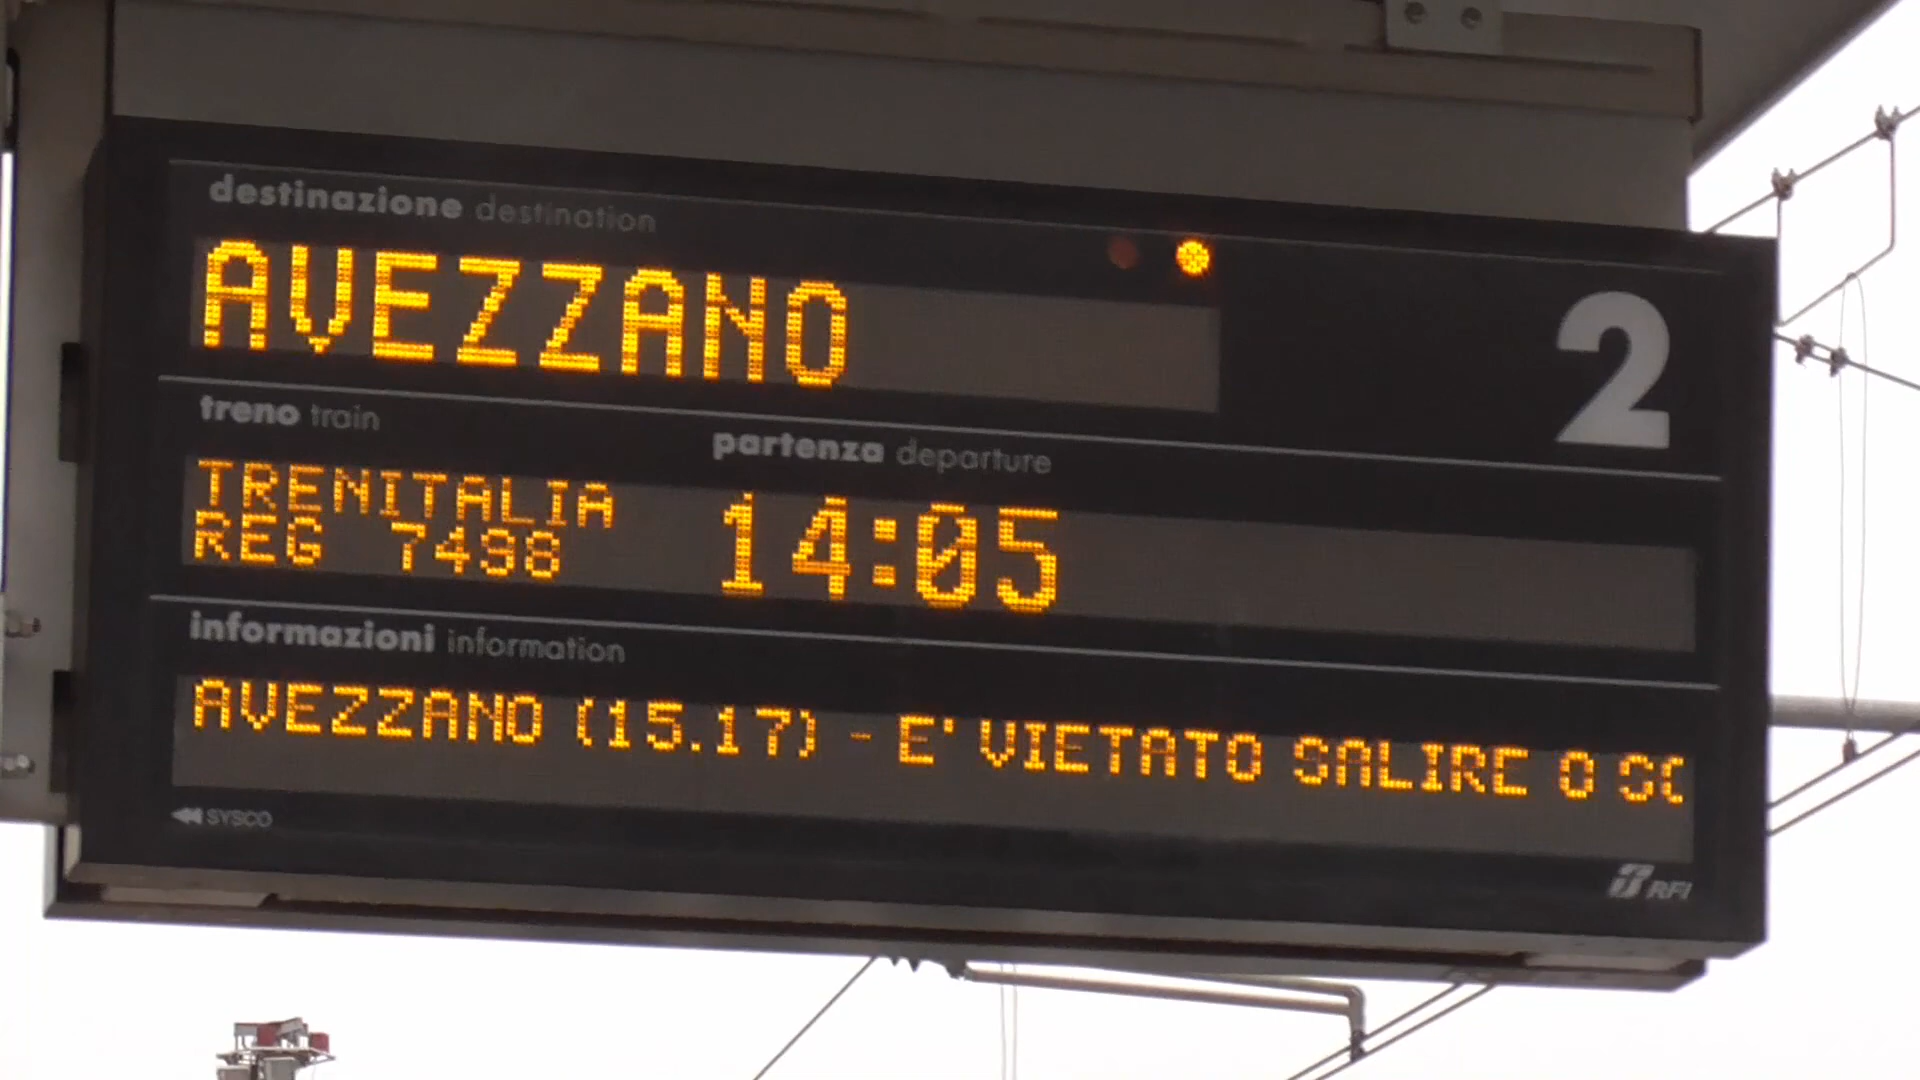 destinazione destination
AVEZZANO
2
treno train
partenza departure
TRENITALIA
REG 7498
14:05
informazioni information
AVEZZANO (15.17) - E' VIETATO SALIRE O SC
SYSCO
RFI